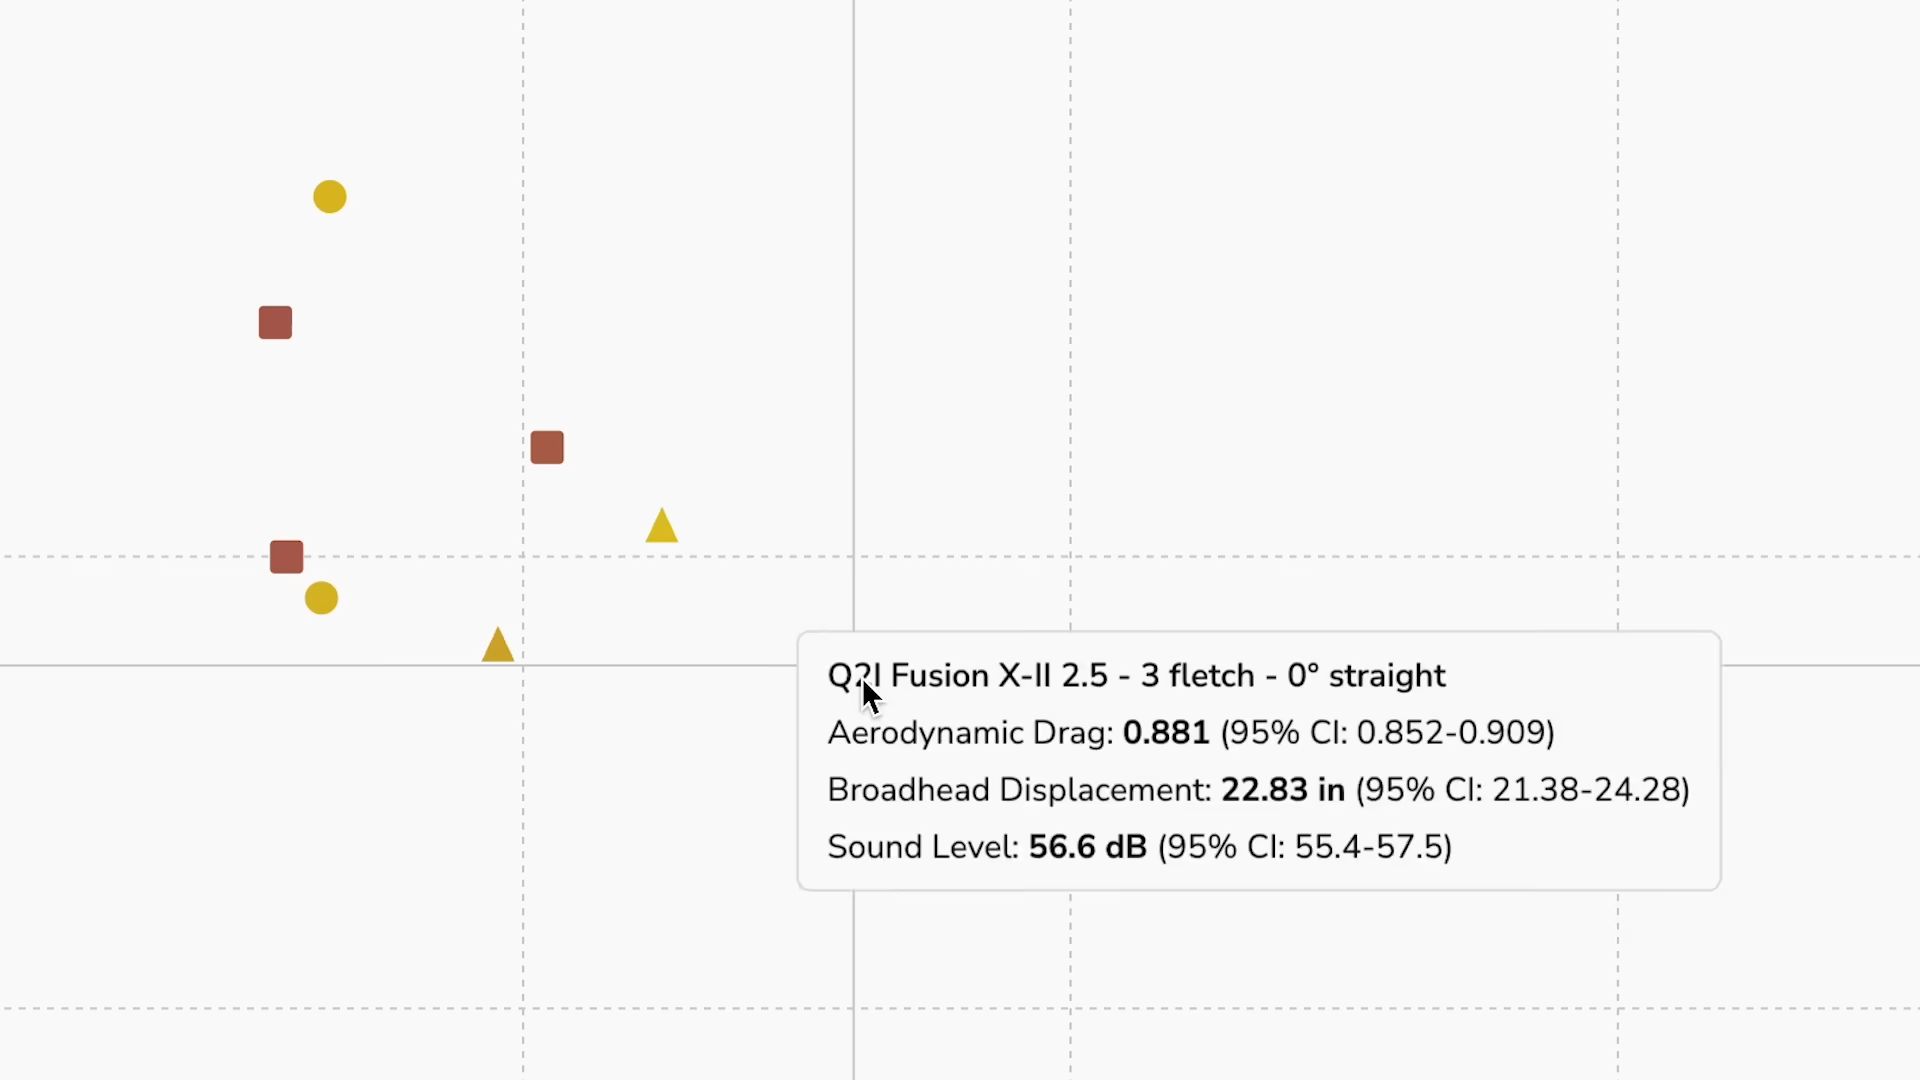 Q2I Fusion X-II 2.5 - 3 fletch - 0° straight
Aerodynamic Drag: 0.881 (95% CI: 0.852-0.909)
Broadhead Displacement: 22.83 in (95% CI: 21.38-24.28)
Sound Level: 56.6 dB (95% CI: 55.4-57.5)